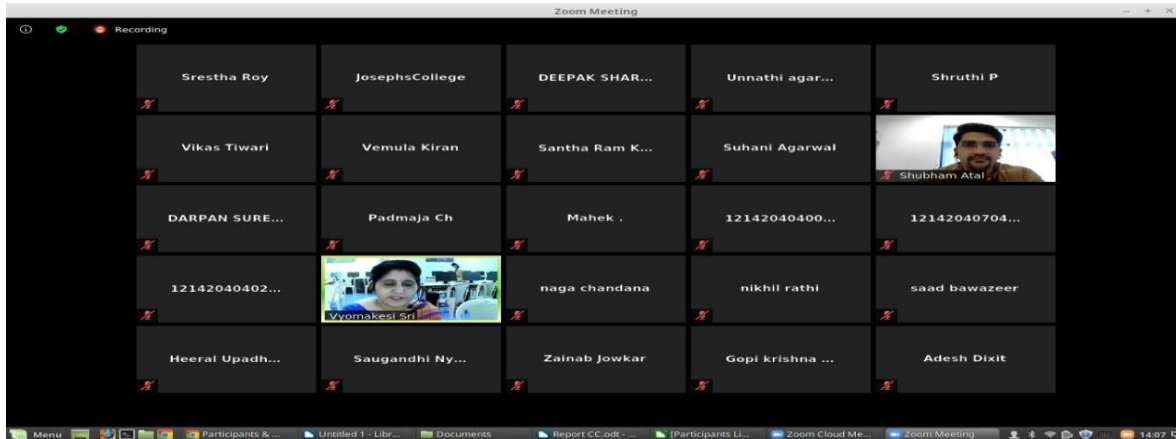 Zoom Meeting
Recording
Srestha Roy
JosephsCollege
DEEPAK SHAR...
Unnathi agar...
Shruthi P
Vikas Tiwari
Vemula Kiran
Santha Ram K...
Suhani Agarwal
Shubham Atal
DARPAN SURE...
Padmaja Ch
Mahek .
12142040400...
12142040704...
12142040402...
Vyomakesi Sri
naga chandana
nikhil rathi
saad bawazeer
Heeral Upadh...
Saugandhi Ny...
Zainab Jowkar
Gopi krishna ...
Adesh Dixit
Menu
Participants & ...
Untitled 1 - Libr...
Documents
Report CC.odt - ...
[Participants Li...
Zoom Cloud Me...
Zoom Meeting
14:07